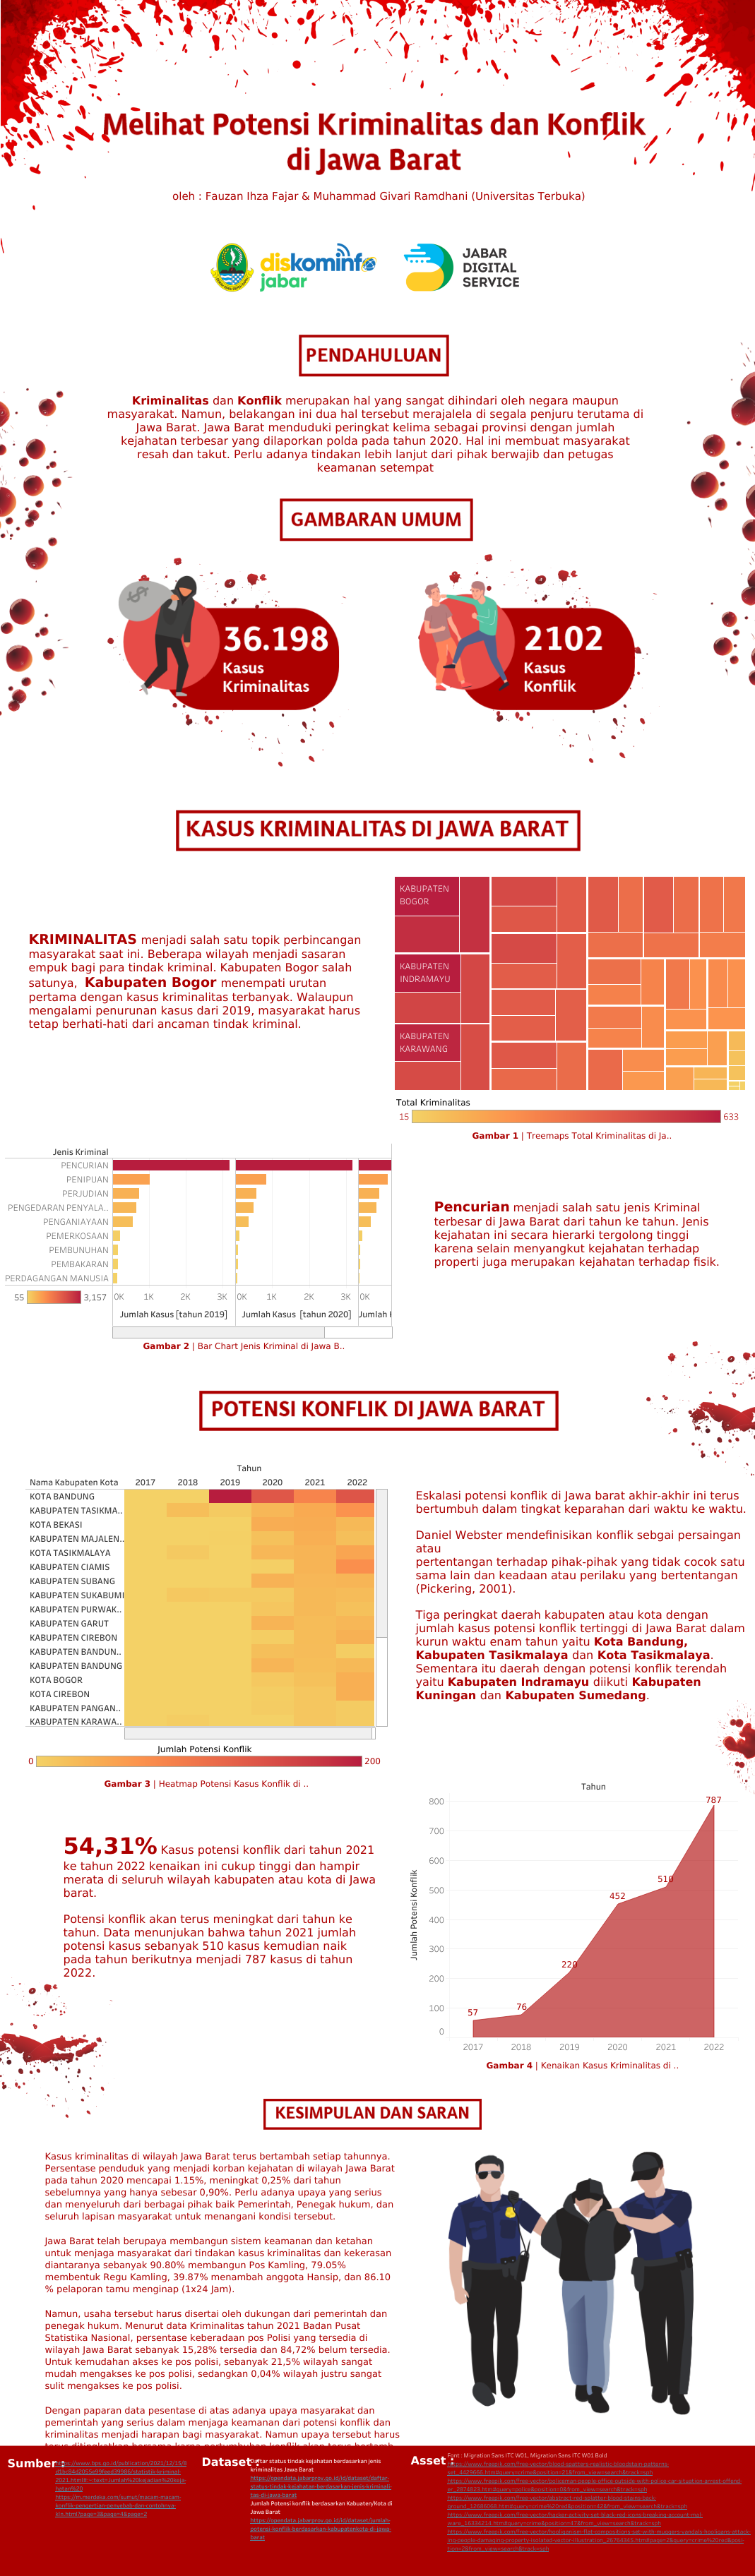 Melihat Potensi Kriminalitas dan Konflik
di Jawa Barat
oleh : Fauzan Ihza Fajar & Muhammad Givari Ramdhani (Universitas Terbuka)
diskominfo
jabar
JABAR
DIGITAL
SERVICE
PENDAHULUAN
Kriminalitas dan Konflik merupakan hal yang sangat dihindari oleh negara maupun
masyarakat. Namun, belakangan ini dua hal tersebut merajalela di segala penjuru terutama di
Jawa Barat. Jawa Barat menduduki peringkat kelima sebagai provinsi dengan jumlah
kejahatan terbesar yang dilaporkan polda pada tahun 2020. Hal ini membuat masyarakat
resah dan takut. Perlu adanya tindakan lebih lanjut dari pihak berwajib dan petugas
keamanan setempat
GAMBARAN UMUM
36.198
Kasus
Kriminalitas
2102
Kasus
Konflik
KASUS KRIMINALITAS DI JAWA BARAT
KRIMINALITAS menjadi salah satu topik perbincangan
masyarakat saat ini. Beberapa wilayah menjadi sasaran
empuk bagi para tindak kriminal. Kabupaten Bogor salah
satunya, Kabupaten Bogor menempati urutan
pertama dengan kasus kriminalitas terbanyak. Walaupun
mengalami penurunan kasus dari 2019, masyarakat harus
tetap berhati-hati dari ancaman tindak kriminal.
KABUPATEN
BOGOR
KABUPATEN
INDRAMAYU
KABUPATEN
KARAWANG
Total Kriminalitas
15 633
Gambar 1 | Treemaps Total Kriminalitas di Ja..
Jenis Kriminal
PENCURIAN
PENIPUAN
PERJUDIAN
PENGEDARAN PENYALA..
PENGANIAYAAN
PEMERKOSAAN
PEMBUNUHAN
PEMBAKARAN
PERDAGANGAN MANUSIA
55 3,157
0K 1K 2K 3K 0K 1K 2K 3K 0K
Jumlah Kasus [tahun 2019] Jumlah Kasus [tahun 2020] Jumlah K
Gambar 2 | Bar Chart Jenis Kriminal di Jawa B..
Pencurian menjadi salah satu jenis Kriminal
terbesar di Jawa Barat dari tahun ke tahun. Jenis
kejahatan ini secara hierarki tergolong tinggi
karena selain menyangkut kejahatan terhadap
properti juga merupakan kejahatan terhadap fisik.
POTENSI KONFLIK DI JAWA BARAT
Tahun
Nama Kabupaten Kota 2017 2018 2019 2020 2021 2022
KOTA BANDUNG
KABUPATEN TASIKMA..
KOTA BEKASI
KABUPATEN MAJALEN..
KOTA TASIKMALAYA
KABUPATEN CIAMIS
KABUPATEN SUBANG
KABUPATEN SUKABUMI
KABUPATEN PURWAK..
KABUPATEN GARUT
KABUPATEN CIREBON
KABUPATEN BANDUN..
KABUPATEN BANDUNG
KOTA BOGOR
KOTA CIREBON
KABUPATEN PANGAN..
KABUPATEN KARAWA..
Jumlah Potensi Konflik
0 200
Gambar 3 | Heatmap Potensi Kasus Konflik di ..
Eskalasi potensi konflik di Jawa barat akhir-akhir ini terus
bertumbuh dalam tingkat keparahan dari waktu ke waktu.
Daniel Webster mendefinisikan konflik sebgai persaingan
atau
pertentangan terhadap pihak-pihak yang tidak cocok satu
sama lain dan keadaan atau perilaku yang bertentangan
(Pickering, 2001).
Tiga peringkat daerah kabupaten atau kota dengan
jumlah kasus potensi konflik tertinggi di Jawa Barat dalam
kurun waktu enam tahun yaitu Kota Bandung,
Kabupaten Tasikmalaya dan Kota Tasikmalaya.
Sementara itu daerah dengan potensi konflik terendah
yaitu Kabupaten Indramayu diikuti Kabupaten
Kuningan dan Kabupaten Sumedang.
54,31% Kasus potensi konflik dari tahun 2021
ke tahun 2022 kenaikan ini cukup tinggi dan hampir
merata di seluruh wilayah kabupaten atau kota di Jawa
barat.
Potensi konflik akan terus meningkat dari tahun ke
tahun. Data menunjukan bahwa tahun 2021 jumlah
potensi kasus sebanyak 510 kasus kemudian naik
pada tahun berikutnya menjadi 787 kasus di tahun
2022.
Tahun
Jumlah Potensi Konflik
800
700
600
500
400
300
200
100
0
57
76
220
452
510
787
2017 2018 2019 2020 2021 2022
Gambar 4 | Kenaikan Kasus Kriminalitas di ..
KESIMPULAN DAN SARAN
Kasus kriminalitas di wilayah Jawa Barat terus bertambah setiap tahunnya.
Persentase penduduk yang menjadi korban kejahatan di wilayah Jawa Barat
pada tahun 2020 mencapai 1.15%, meningkat 0,25% dari tahun
sebelumnya yang hanya sebesar 0,90%. Perlu adanya upaya yang serius
dan menyeluruh dari berbagai pihak baik Pemerintah, Penegak hukum, dan
seluruh lapisan masyarakat untuk menangani kondisi tersebut.
Jawa Barat telah berupaya membangun sistem keamanan dan ketahan
untuk menjaga masyarakat dari tindakan kasus kriminalitas dan kekerasan
diantaranya sebanyak 90.80% membangun Pos Kamling, 79.05%
membentuk Regu Kamling, 39.87% menambah anggota Hansip, dan 86.10
% pelaporan tamu menginap (1x24 Jam).
Namun, usaha tersebut harus disertai oleh dukungan dari pemerintah dan
penegak hukum. Menurut data Kriminalitas tahun 2021 Badan Pusat
Statistika Nasional, persentase keberadaan pos Polisi yang tersedia di
wilayah Jawa Barat sebanyak 15,28% tersedia dan 84,72% belum tersedia.
Untuk kemudahan akses ke pos polisi, sebanyak 21,5% wilayah sangat
mudah mengakses ke pos polisi, sedangkan 0,04% wilayah justru sangat
sulit mengakses ke pos polisi.
Dengan paparan data pesentase di atas adanya upaya masyarakat dan
pemerintah yang serius dalam menjaga keamanan dari potensi konflik dan
kriminalitas menjadi harapan bagi masyarakat. Namun upaya tersebut harus
Sumber :
Dataset :
Daftar status tindak kejahatan berdasarkan jenis
kriminalitas Jawa Barat
Jumlah Potensi konflik berdasarkan Kabuaten/Kota di
Jawa Barat
Asset :
Font : Migration Sans ITC W01, Migration Sans ITC W01 Bold